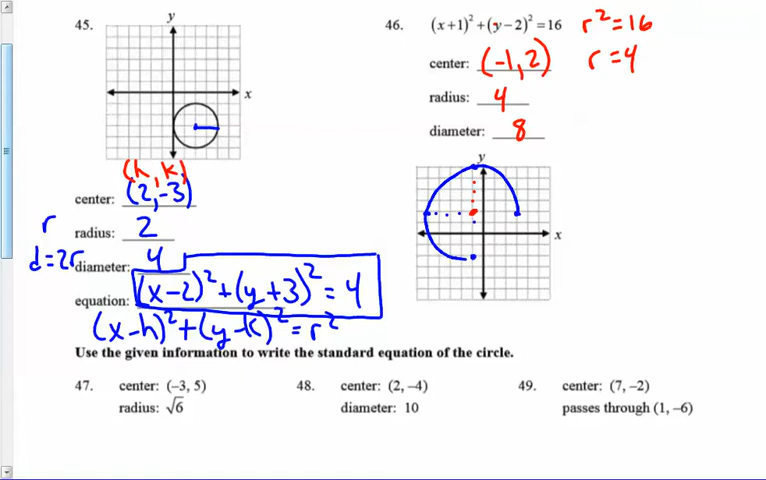 45.
y
x
(h, k)
center: (2, -3)
r
radius: 2
d=2r
diameter: 4
equation: (x-2)²+(y+3)²=4
(x-h)²+(y-k)²=r²
46. (x+1)²+(y−2)²=16
r²=16
center: (-1, 2)
r=4
radius: 4
diameter: 8
y
x
Use the given information to write the standard equation of the circle.
47. center: (−3, 5)
radius: √6
48. center: (2, −4)
diameter: 10
49. center: (7, −2)
passes through (1, −6)